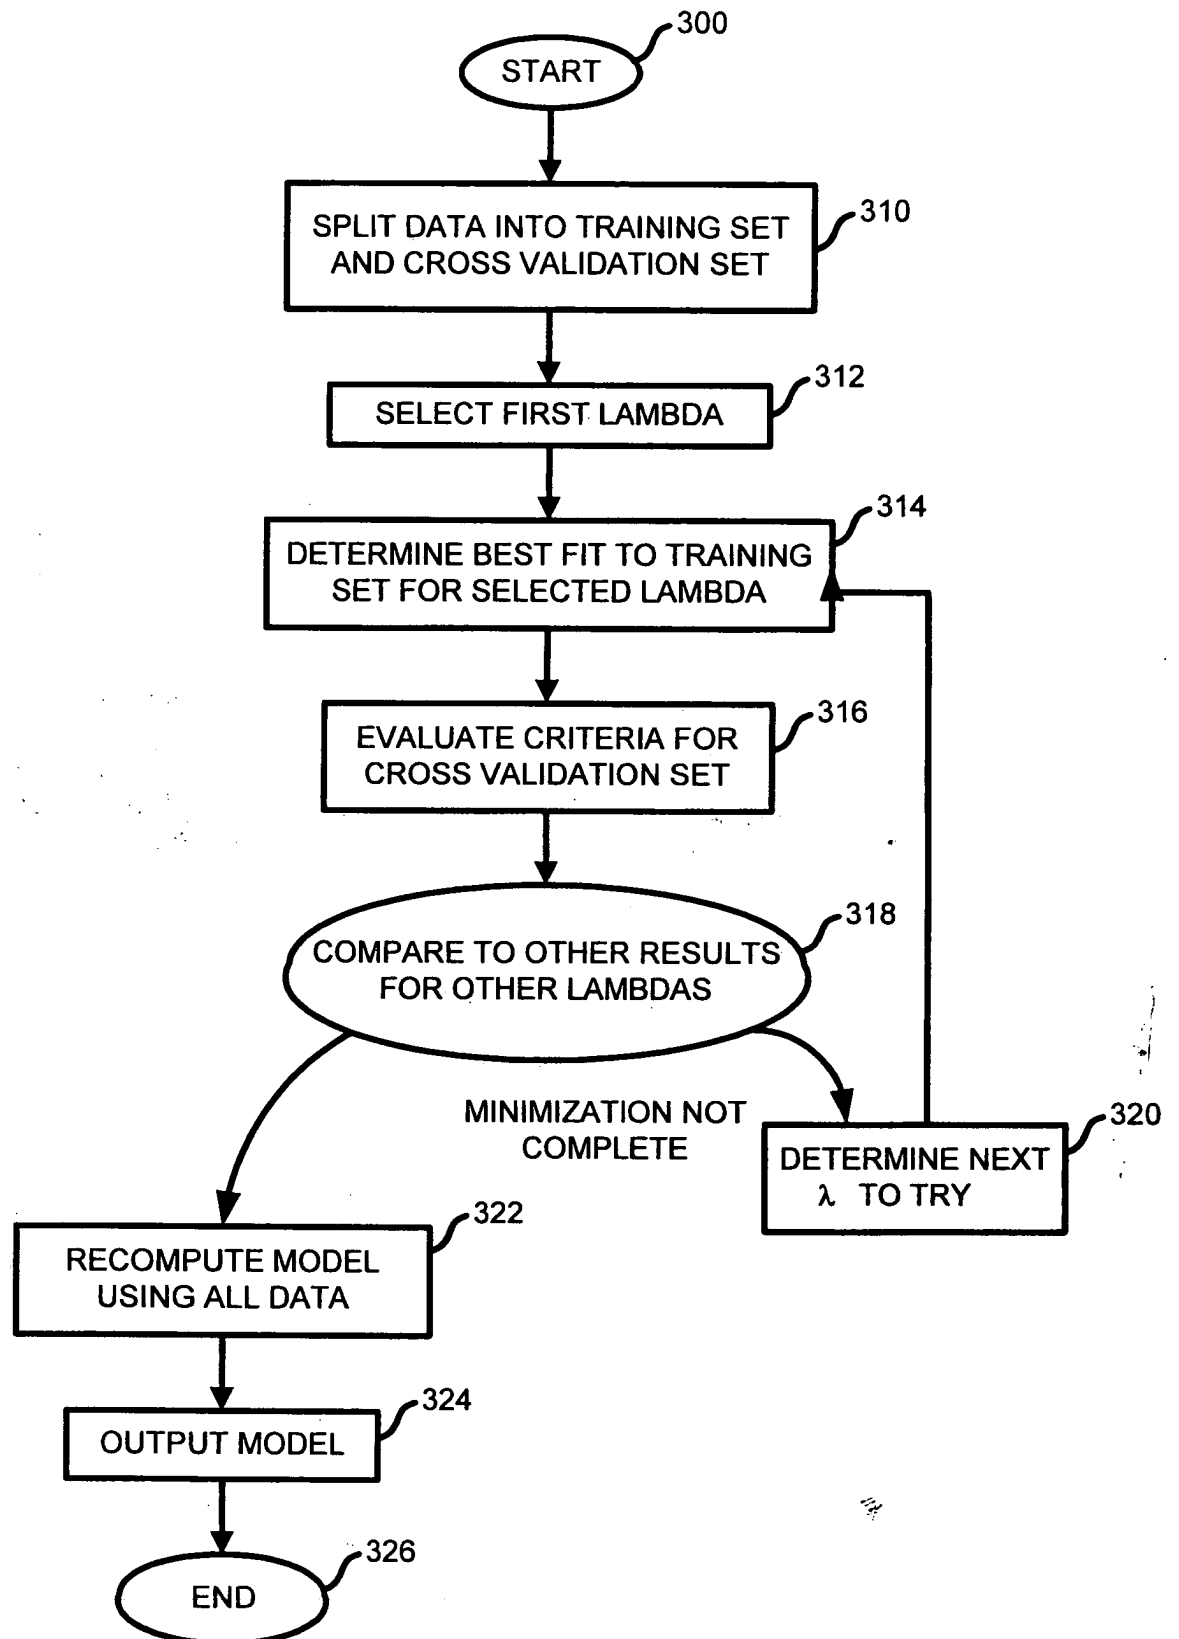 300
START
310
SPLIT DATA INTO TRAINING SET
AND CROSS VALIDATION SET
312
SELECT FIRST LAMBDA
314
DETERMINE BEST FIT TO TRAINING
SET FOR SELECTED LAMBDA
316
EVALUATE CRITERIA FOR
CROSS VALIDATION SET
318
COMPARE TO OTHER RESULTS
FOR OTHER LAMBDAS
MINIMIZATION NOT
COMPLETE
320
DETERMINE NEXT
λ TO TRY
322
RECOMPUTE MODEL
USING ALL DATA
324
OUTPUT MODEL
326
END